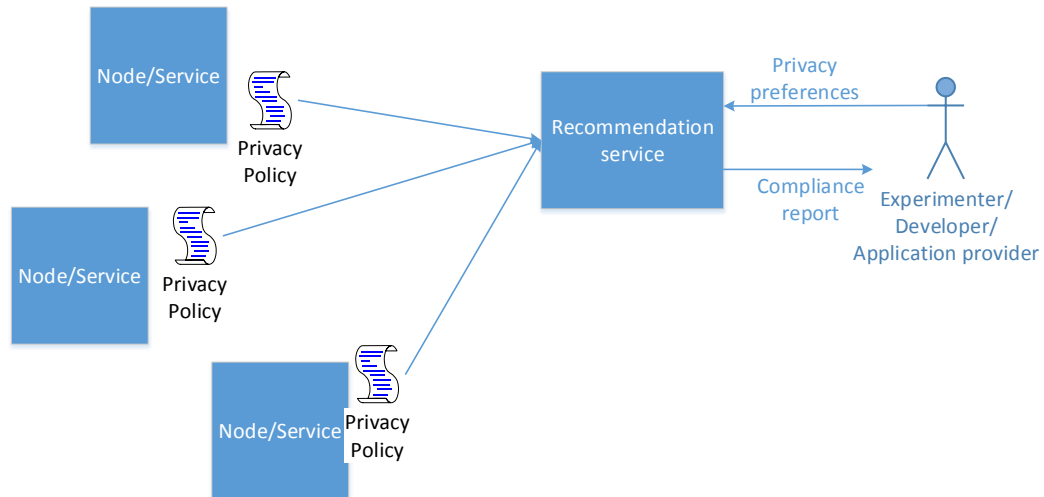 Node/Service
Privacy
Policy
Node/Service
Privacy
Policy
Node/Service
Privacy
Policy
Recommendation
service
Privacy
preferences
Compliance
report
Experimenter/
Developer/
Application provider